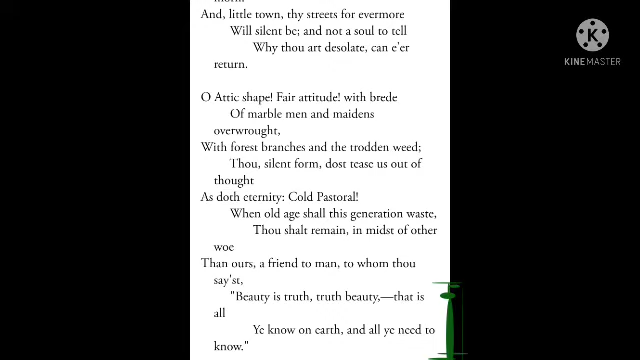 And, little town, thy streets for evermore
Will silent be; and not a soul to tell
Why thou art desolate, can e'er
return.
O Attic shape! Fair attitude! with brede
Of marble men and maidens
overwrought,
With forest branches and the trodden weed;
Thou, silent form, dost tease us out of
thought
As doth eternity: Cold Pastoral!
When old age shall this generation waste,
Thou shalt remain, in midst of other
woe
Than ours, a friend to man, to whom thou
say'st,
"Beauty is truth, truth beauty,—that is
all
Ye know on earth, and all ye need to
know."
K
KINEMASTER